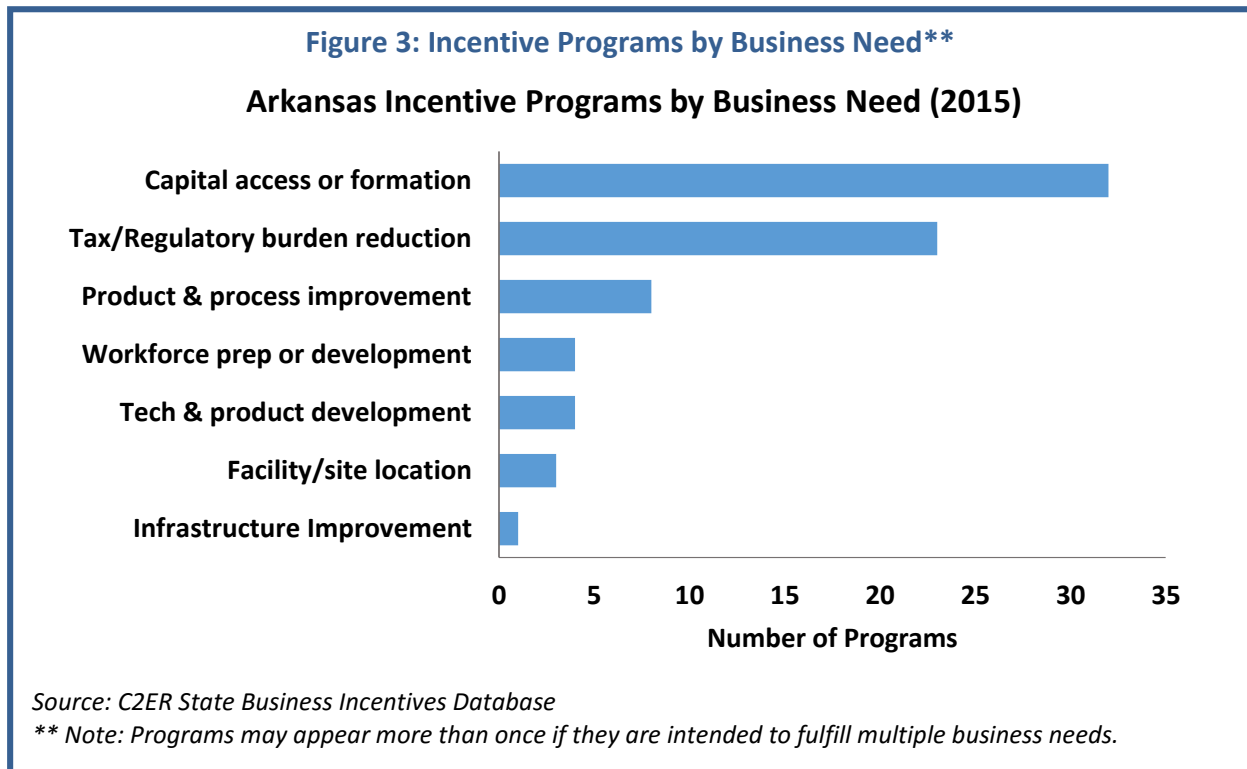 Figure 3: Incentive Programs by Business Need**
Arkansas Incentive Programs by Business Need (2015)
Capital access or formation
Tax/Regulatory burden reduction
Product & process improvement
Workforce prep or development
Tech & product development
Facility/site location
Infrastructure Improvement
0 5 10 15 20 25 30 35
Number of Programs
Source: C2ER State Business Incentives Database
** Note: Programs may appear more than once if they are intended to fulfill multiple business needs.